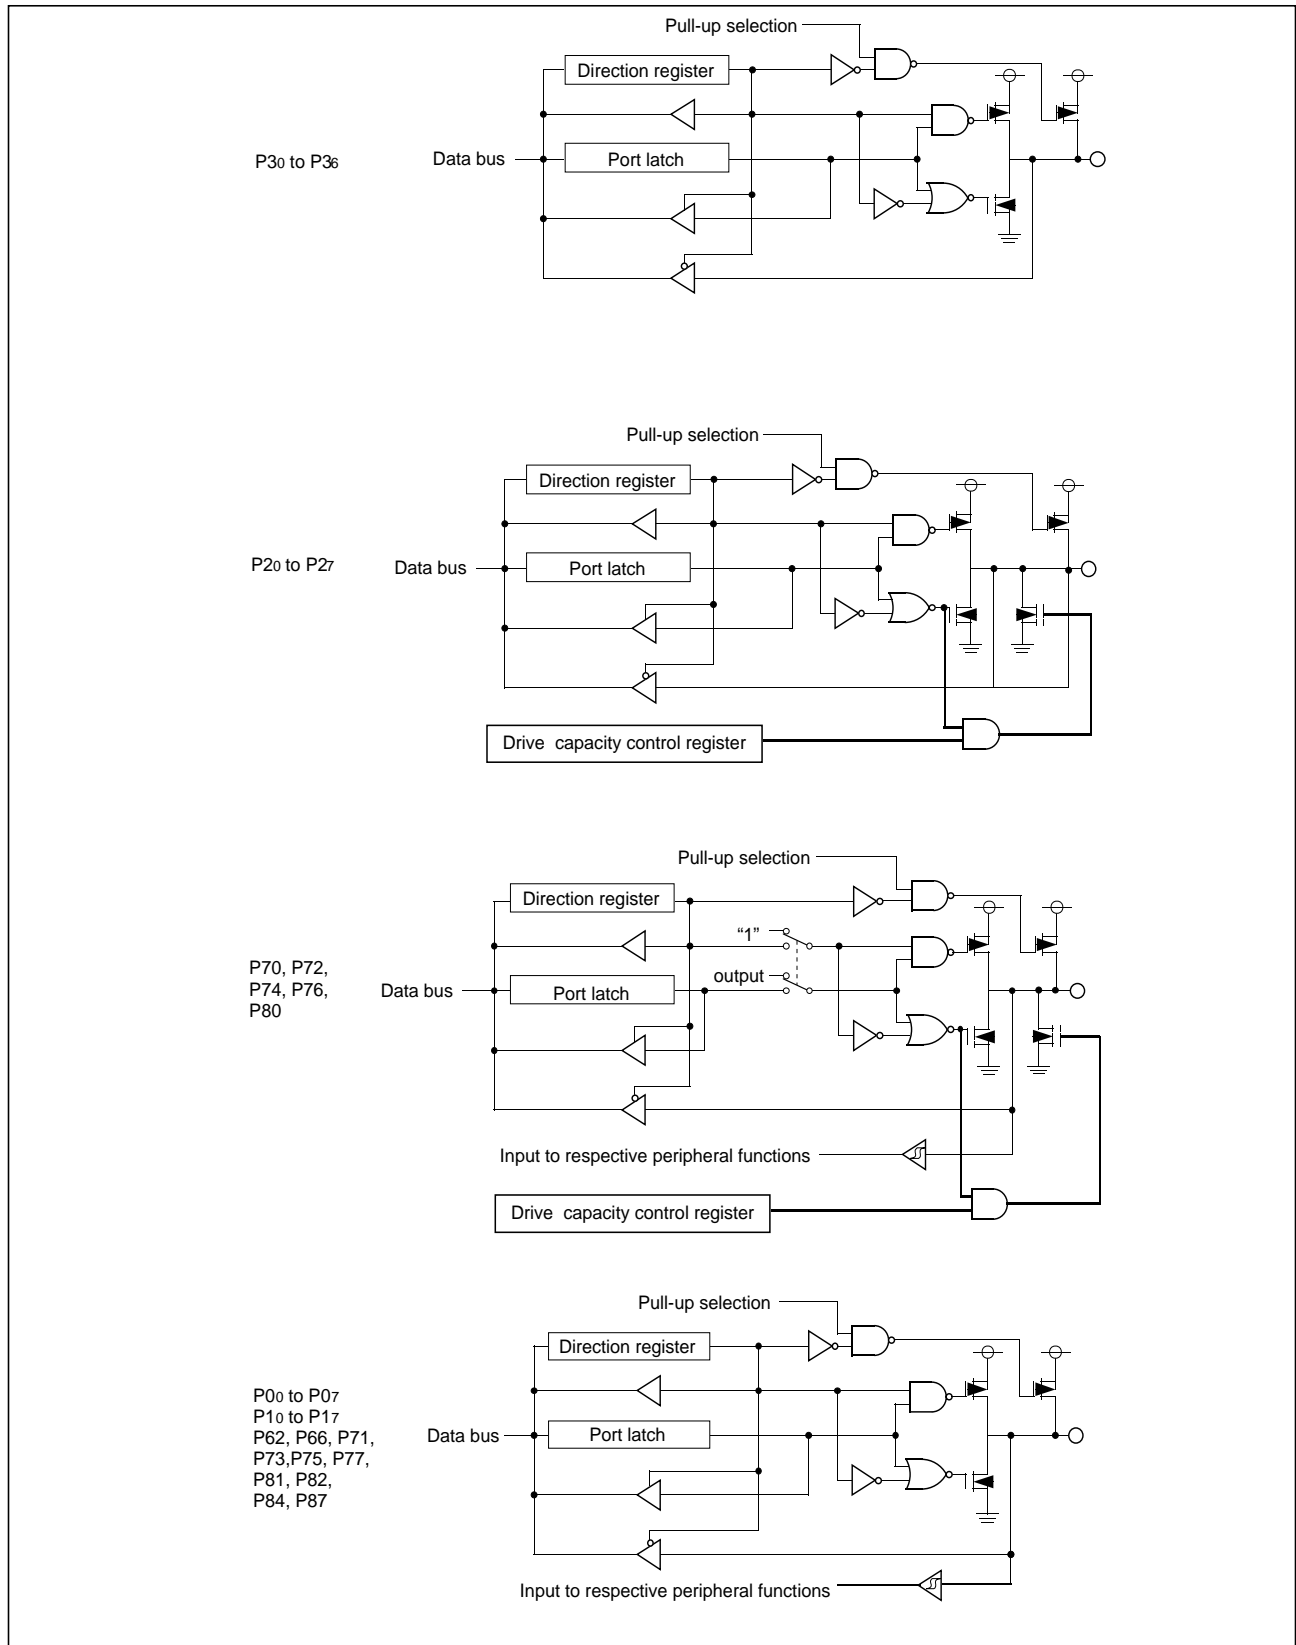 Pull-up selection
Direction register
P30 to P36
Data bus
Port latch
Pull-up selection
Direction register
P20 to P27
Data bus
Port latch
Drive capacity control register
Pull-up selection
Direction register
“1”
P70, P72,
P74, P76,
P80
output
Data bus
Port latch
Input to respective peripheral functions
Drive capacity control register
Pull-up selection
Direction register
P00 to P07
P10 to P17
P62, P66, P71,
P73,P75, P77,
P81, P82,
P84, P87
Data bus
Port latch
Input to respective peripheral functions